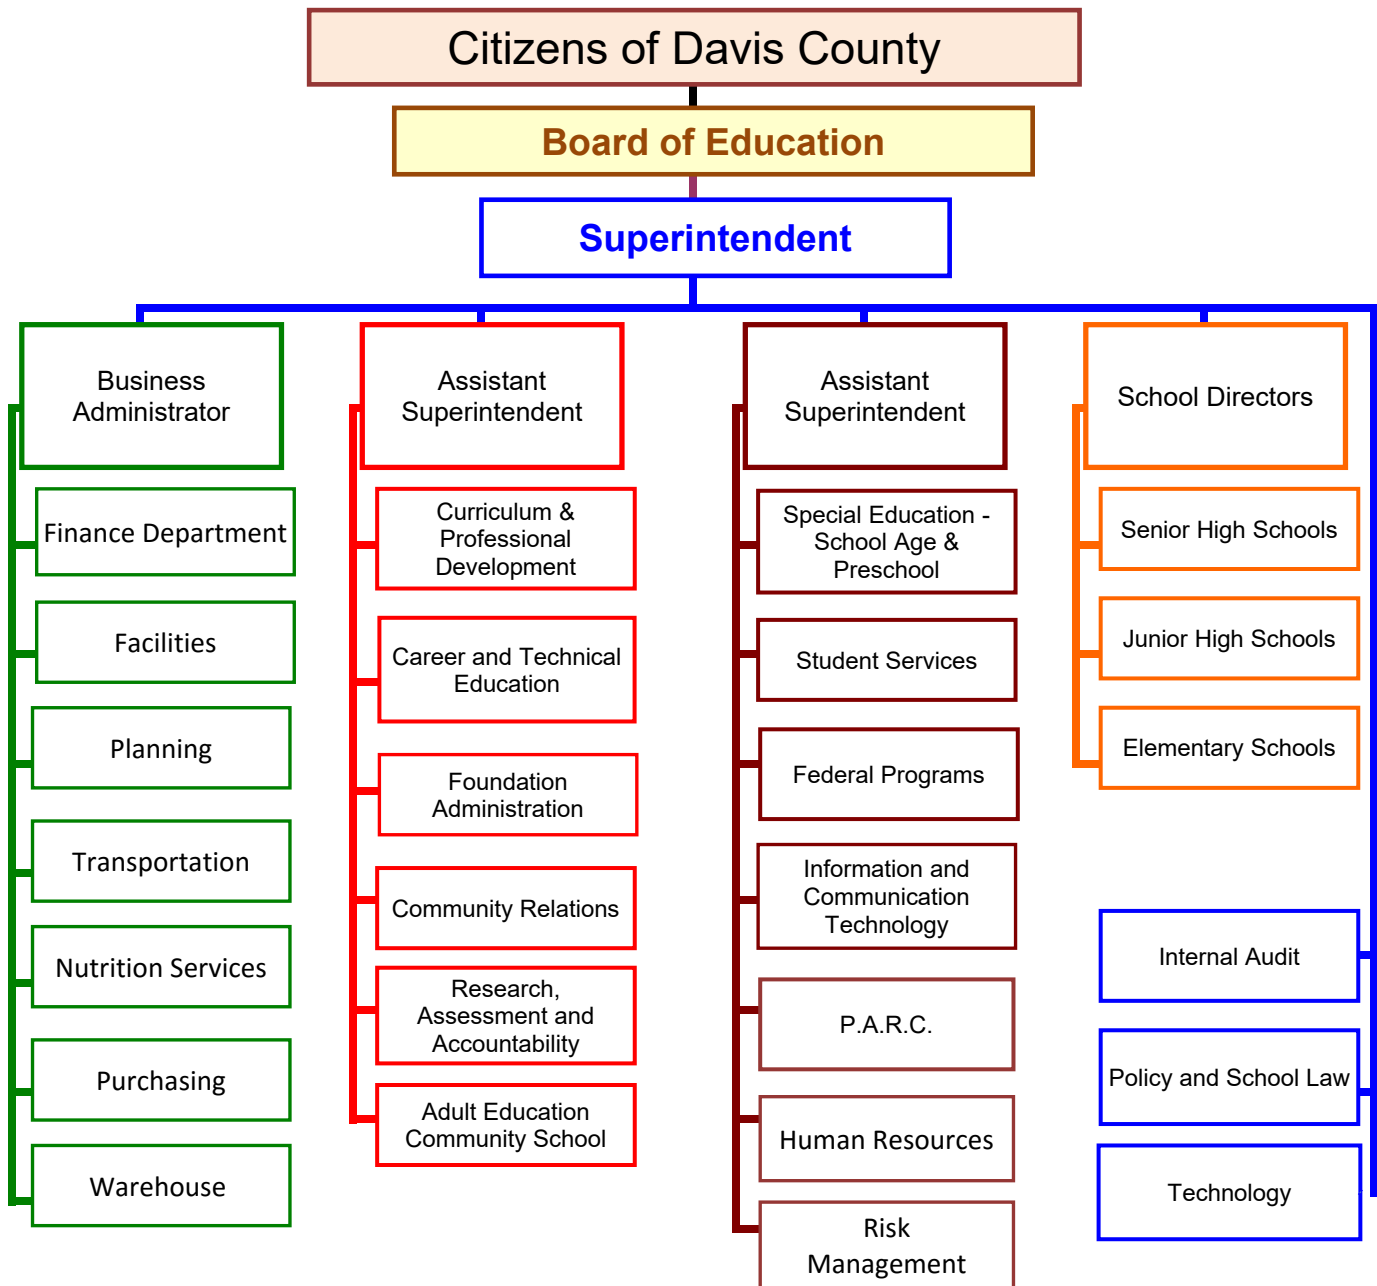 Citizens of Davis County
Board of Education
Superintendent
Business
Administrator
Finance Department
Facilities
Planning
Transportation
Nutrition Services
Purchasing
Warehouse
Assistant
Superintendent
Curriculum &
Professional
Development
Career and Technical
Education
Foundation
Administration
Community Relations
Research,
Assessment and
Accountability
Adult Education
Community School
Assistant
Superintendent
Special Education -
School Age &
Preschool
Student Services
Federal Programs
Information and
Communication
Technology
P.A.R.C.
Human Resources
Risk
Management
School Directors
Senior High Schools
Junior High Schools
Elementary Schools
Internal Audit
Policy and School Law
Technology